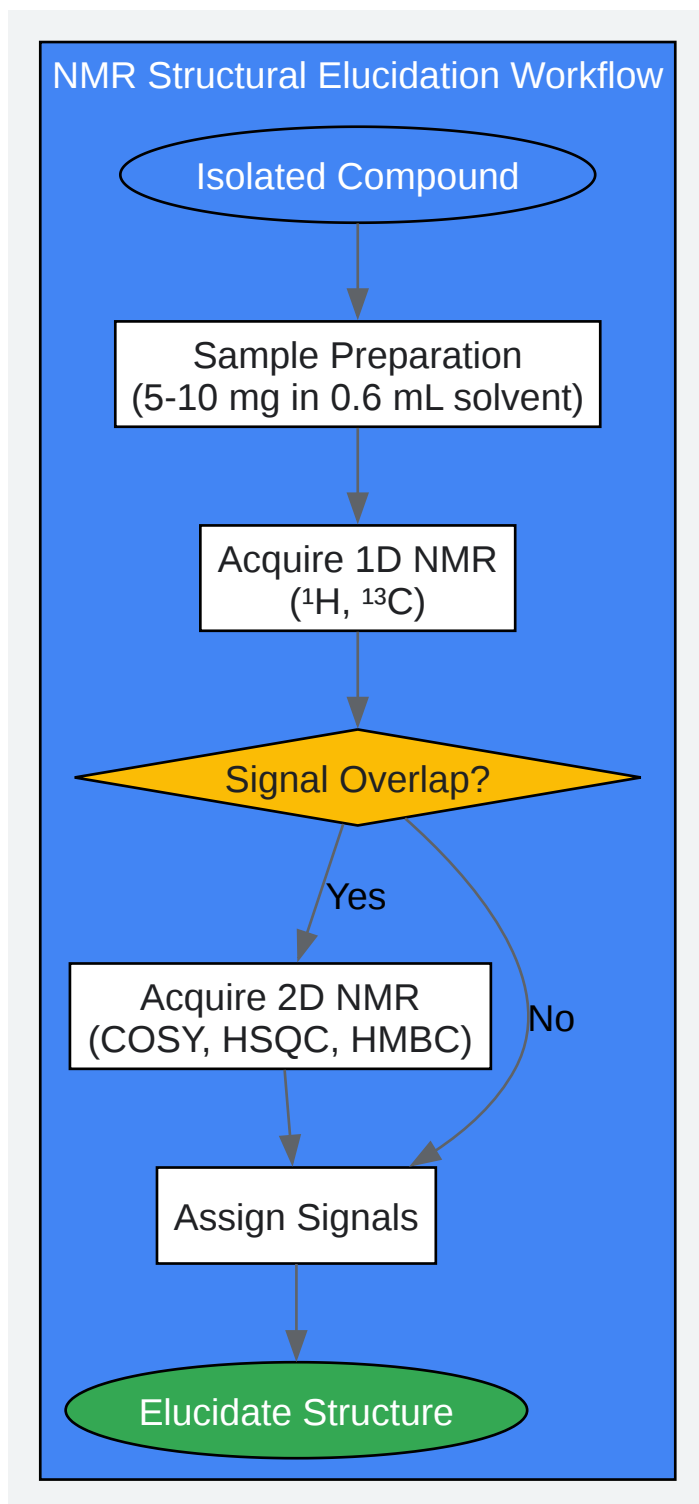 NMR Structural Elucidation Workflow
Isolated Compound
Sample Preparation
(5-10 mg in 0.6 mL solvent)
Acquire 1D NMR
(¹H, ¹³C)
Signal Overlap?
Yes
Acquire 2D NMR
(COSY, HSQC, HMBC)
No
Assign Signals
Elucidate Structure